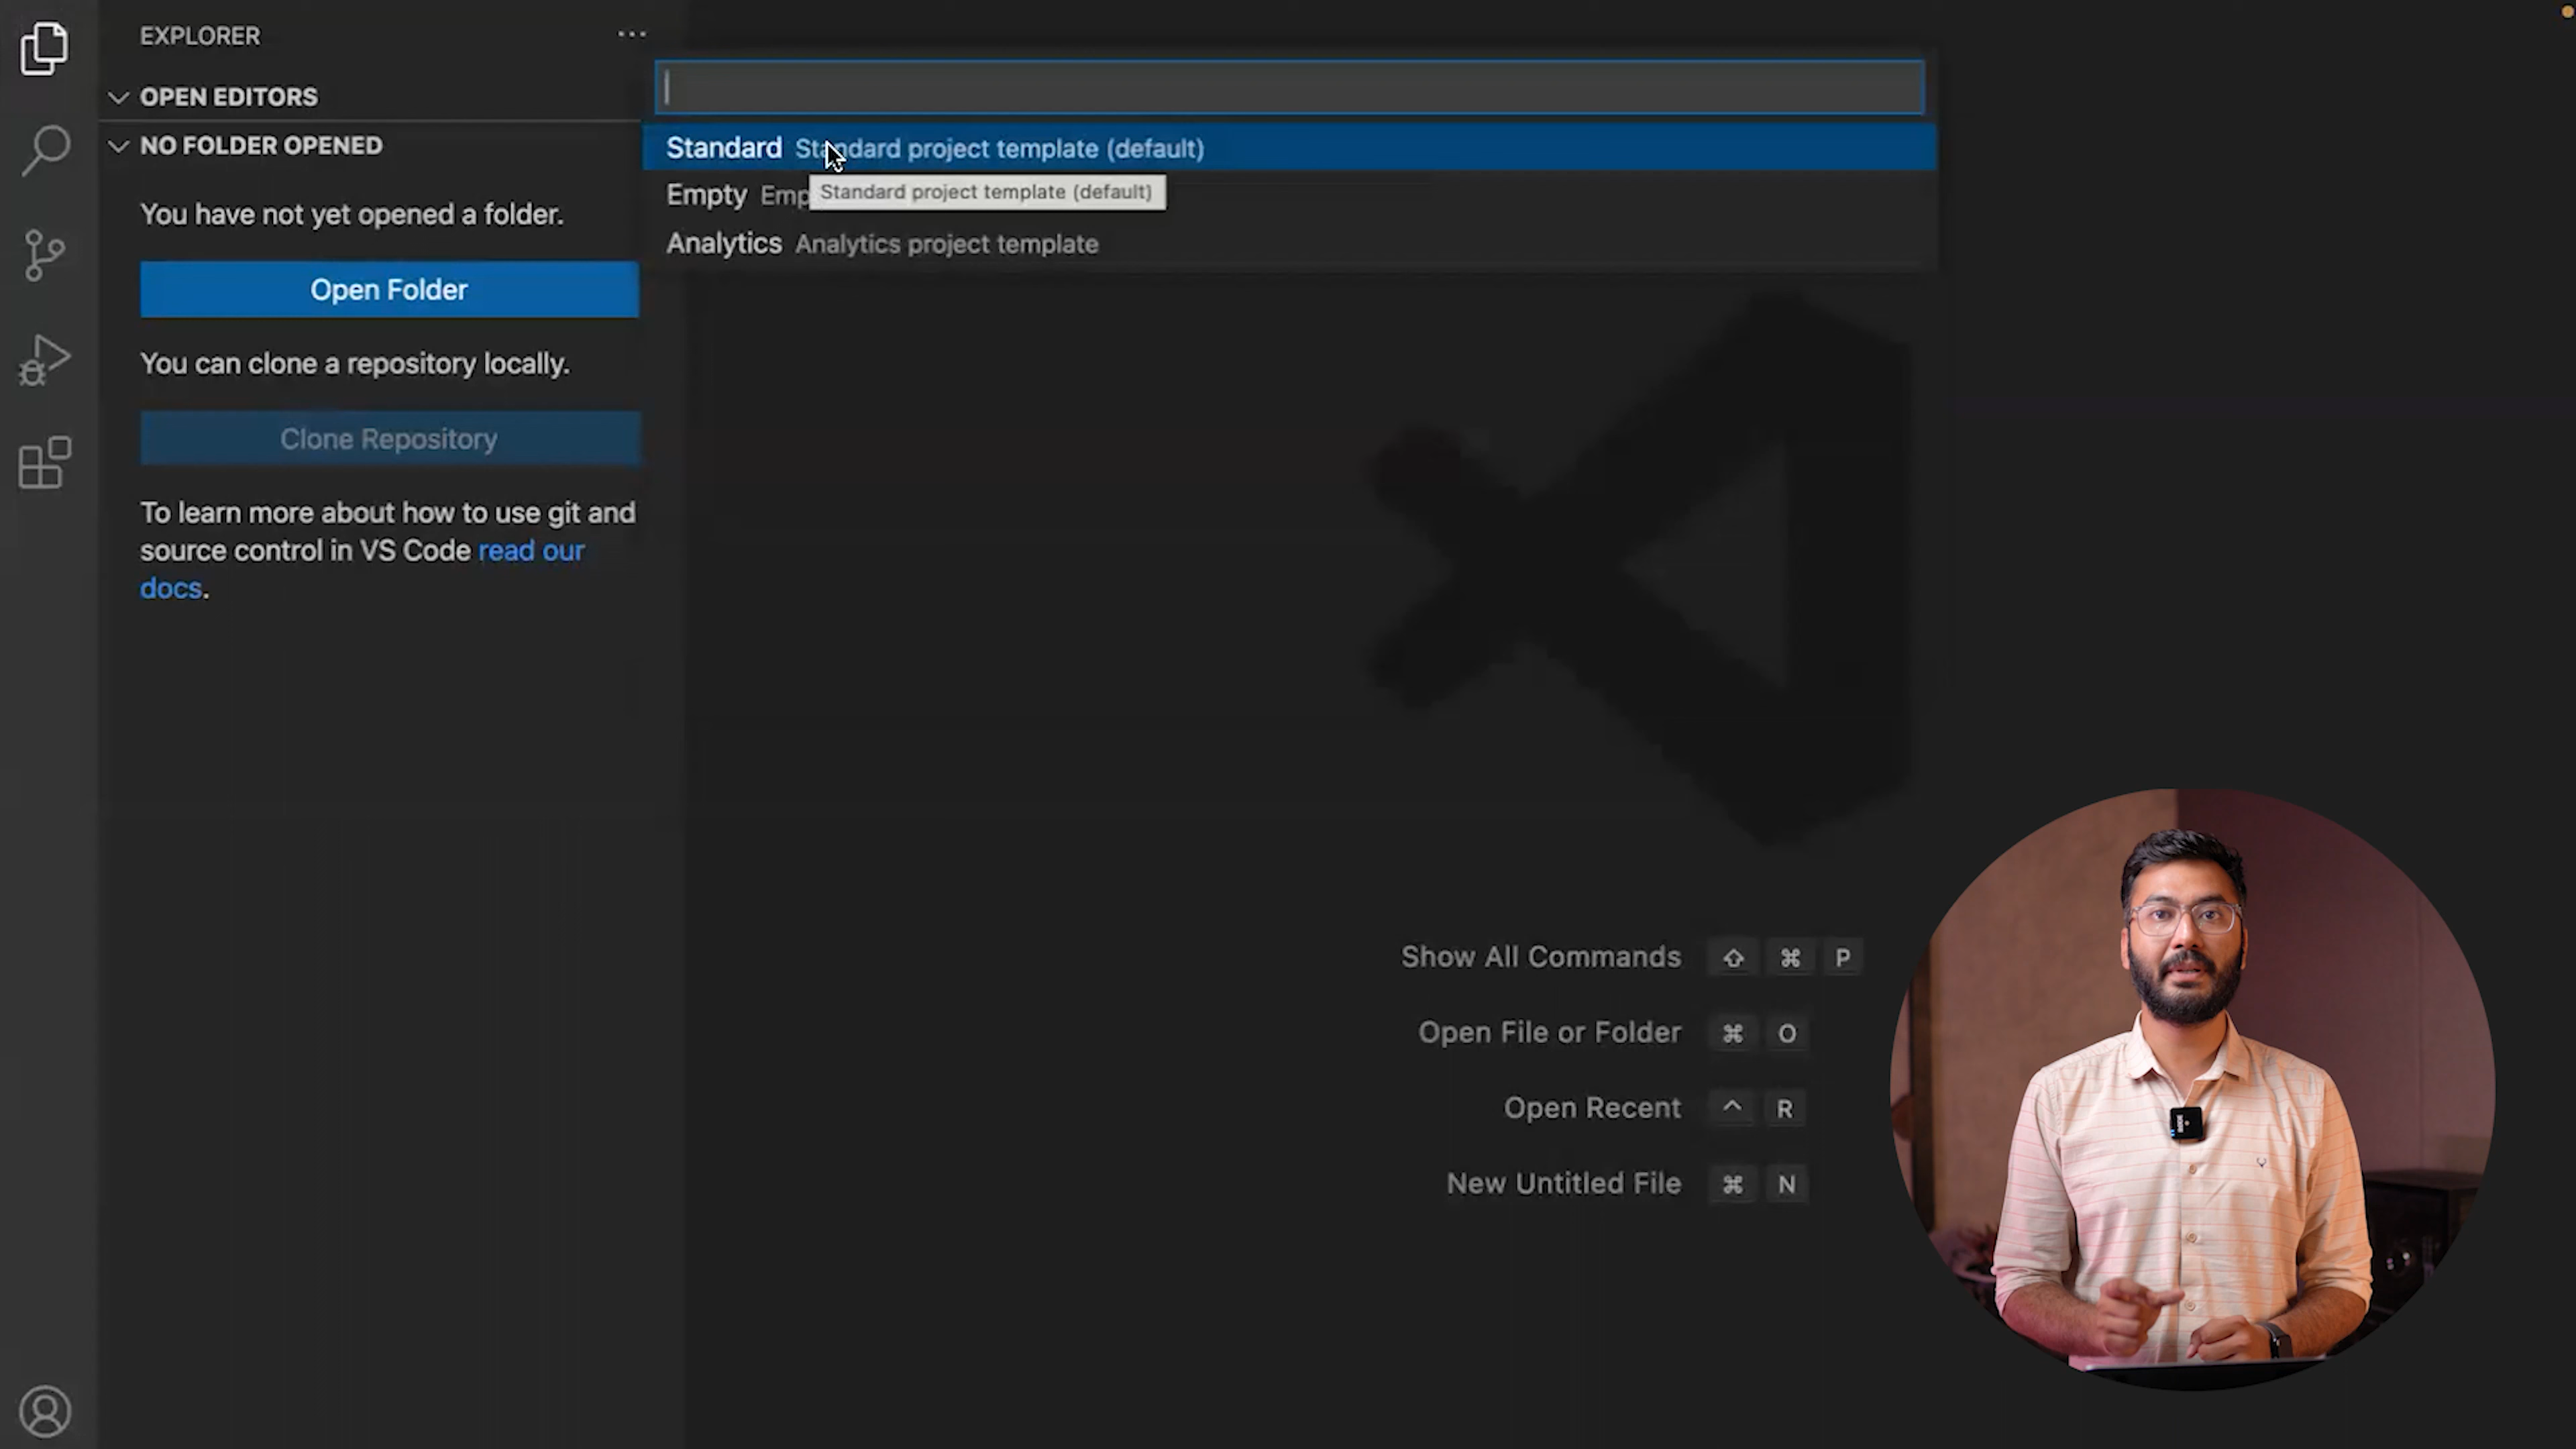 EXPLORER
OPEN EDITORS
NO FOLDER OPENED
You have not yet opened a folder.
Open Folder
You can clone a repository locally.
Clone Repository
To learn more about how to use git and
source control in VS Code read our
docs.
Standard Standard project template (default)
Empty Emp
Standard project template (default)
Analytics Analytics project template
Show All Commands ⇧ ⌘ P
Open File or Folder ⌘ O
Open Recent ^ R
New Untitled File ⌘ N